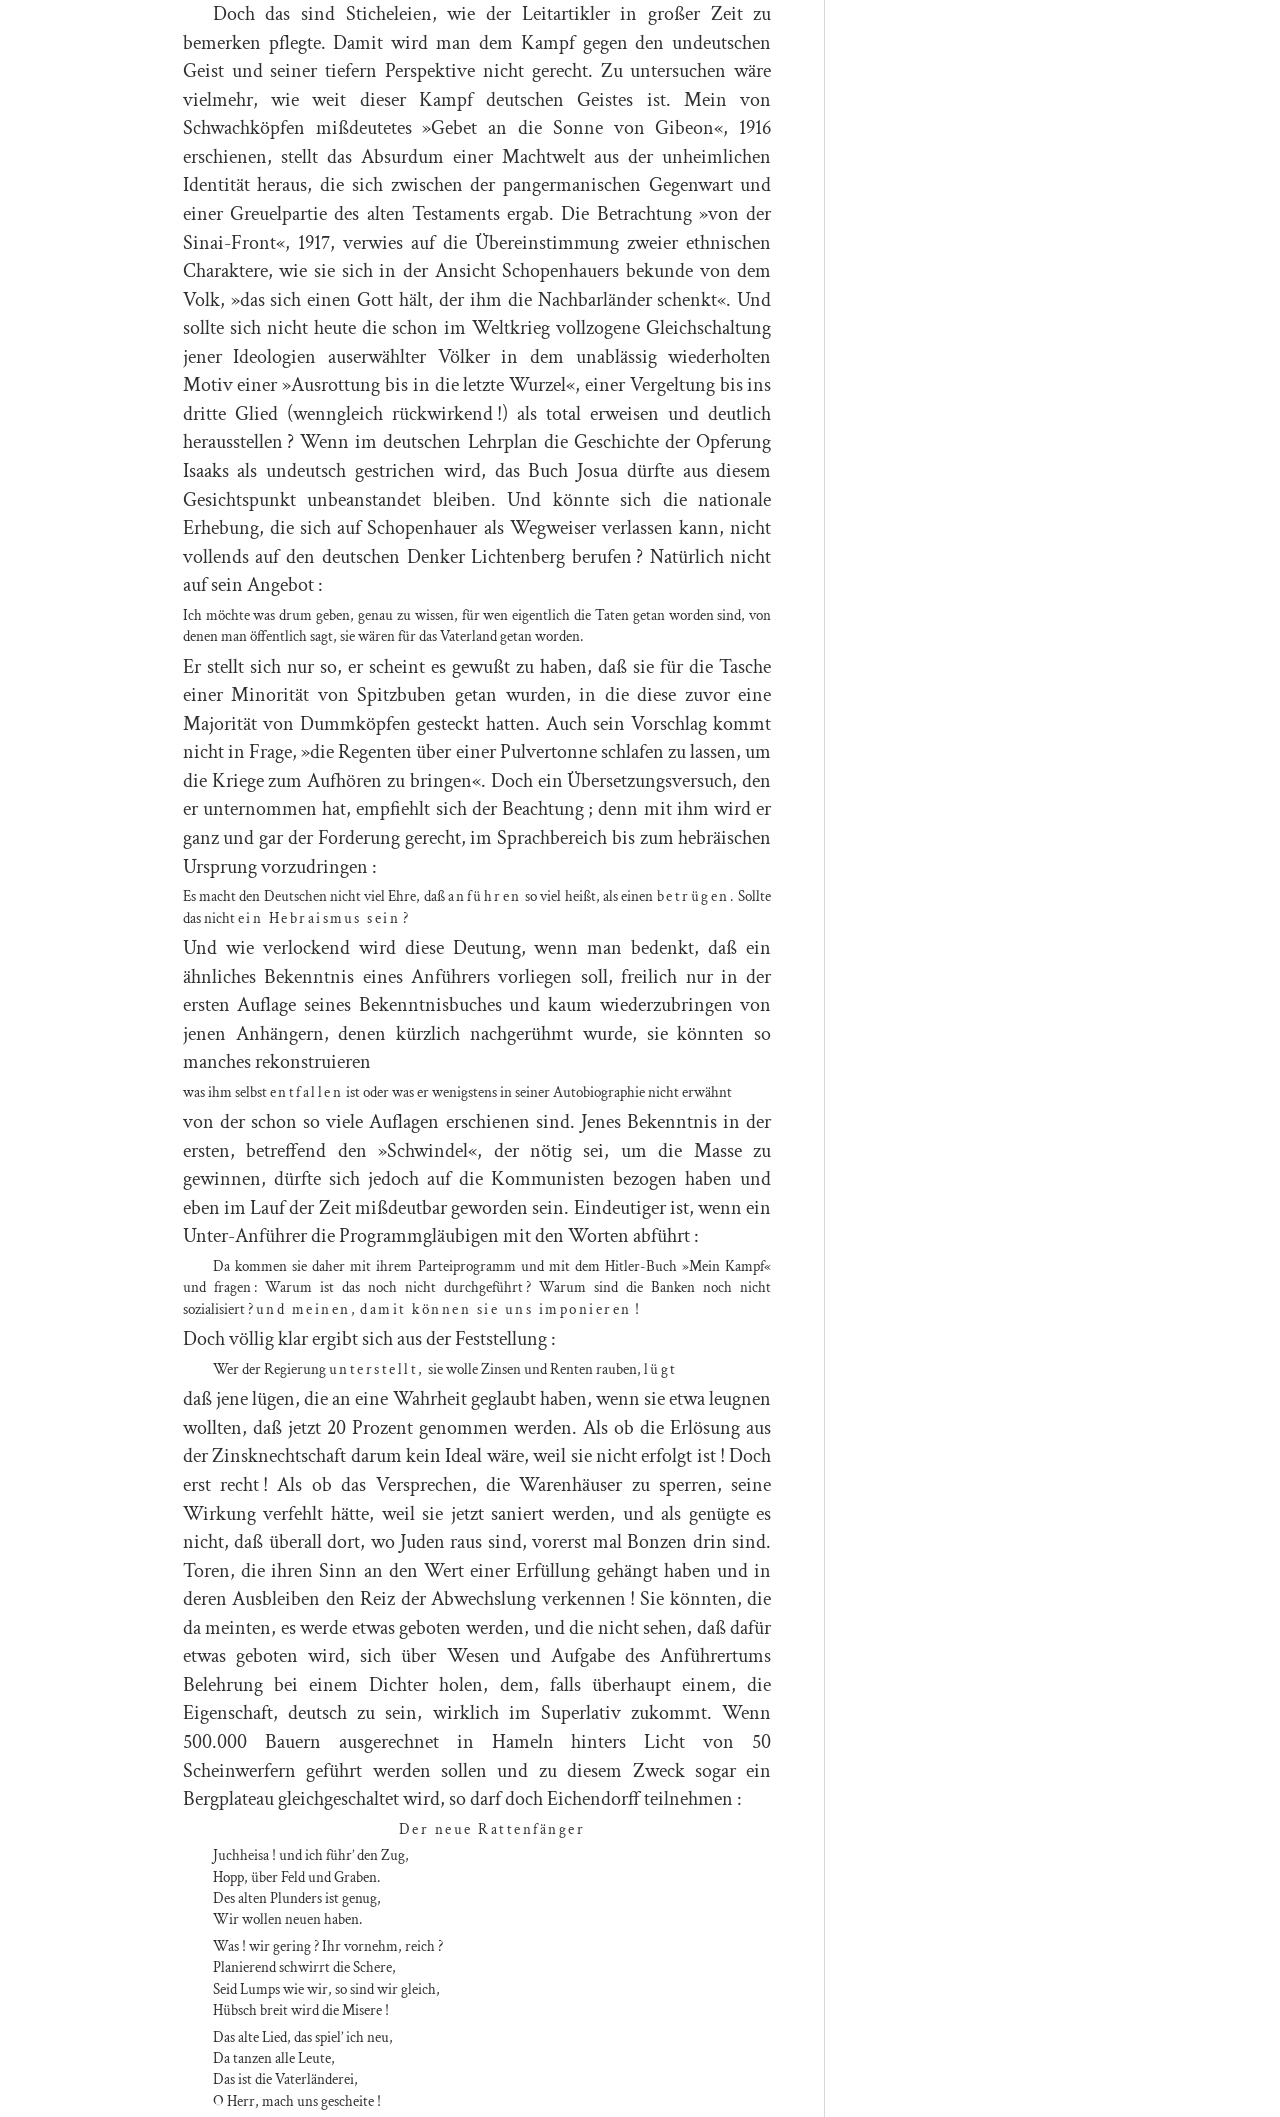 Doch das sind Sticheleien, wie der Leitartikler in großer Zeit zu
bemerken pflegte. Damit wird man dem Kampf gegen den undeutschen
Geist und seiner tiefern Perspektive nicht gerecht. Zu untersuchen wäre
vielmehr, wie weit dieser Kampf deutschen Geistes ist. Mein von
Schwachköpfen mißdeutetes »Gebet an die Sonne von Gibeon«, 1916
erschienen, stellt das Absurdum einer Machtwelt aus der unheimlichen
Identität heraus, die sich zwischen der pangermanischen Gegenwart und
einer Greuelpartie des alten Testaments ergab. Die Betrachtung »von der
Sinai-Front«, 1917, verwies auf die Übereinstimmung zweier ethnischen
Charaktere, wie sie sich in der Ansicht Schopenhauers bekunde von dem
Volk, »das sich einen Gott hält, der ihm die Nachbarländer schenkt«. Und
sollte sich nicht heute die schon im Weltkrieg vollzogene Gleichschaltung
jener Ideologien auserwählter Völker in dem unablässig wiederholten
Motiv einer »Ausrottung bis in die letzte Wurzel«, einer Vergeltung bis ins
dritte Glied (wenngleich rückwirkend !) als total erweisen und deutlich
herausstellen ? Wenn im deutschen Lehrplan die Geschichte der Opferung
Isaaks als undeutsch gestrichen wird, das Buch Josua dürfte aus diesem
Gesichtspunkt unbeanstandet bleiben. Und könnte sich die nationale
Erhebung, die sich auf Schopenhauer als Wegweiser verlassen kann, nicht
vollends auf den deutschen Denker Lichtenberg berufen ? Natürlich nicht
auf sein Angebot :
Ich möchte was drum geben, genau zu wissen, für wen eigentlich die Taten getan worden sind, von
denen man öffentlich sagt, sie wären für das Vaterland getan worden.
Er stellt sich nur so, er scheint es gewußt zu haben, daß sie für die Tasche
einer Minorität von Spitzbuben getan wurden, in die diese zuvor eine
Majorität von Dummköpfen gesteckt hatten. Auch sein Vorschlag kommt
nicht in Frage, »die Regenten über einer Pulvertonne schlafen zu lassen, um
die Kriege zum Aufhören zu bringen«. Doch ein Übersetzungsversuch, den
er unternommen hat, empfiehlt sich der Beachtung ; denn mit ihm wird er
ganz und gar der Forderung gerecht, im Sprachbereich bis zum hebräischen
Ursprung vorzudringen :
Es macht den Deutschen nicht viel Ehre, daß anführen so viel heißt, als einen betrügen. Sollte
das nicht ein Hebraismus sein ?
Und wie verlockend wird diese Deutung, wenn man bedenkt, daß ein
ähnliches Bekenntnis eines Anführers vorliegen soll, freilich nur in der
ersten Auflage seines Bekenntnisbuches und kaum wiederzubringen von
jenen Anhängern, denen kürzlich nachgerühmt wurde, sie könnten so
manches rekonstruieren
was ihm selbst entfallen ist oder was er wenigstens in seiner Autobiographie nicht erwähnt
von der schon so viele Auflagen erschienen sind. Jenes Bekenntnis in der
ersten, betreffend den »Schwindel«, der nötig sei, um die Masse zu
gewinnen, dürfte sich jedoch auf die Kommunisten bezogen haben und
eben im Lauf der Zeit mißdeutbar geworden sein. Eindeutiger ist, wenn ein
Unter-Anführer die Programmgläubigen mit den Worten abführt :
Da kommen sie daher mit ihrem Parteiprogramm und mit dem Hitler-Buch »Mein Kampf«
und fragen : Warum ist das noch nicht durchgeführt ? Warum sind die Banken noch nicht
sozialisiert ? und meinen, damit können sie uns imponieren !
Doch völlig klar ergibt sich aus der Feststellung :
Wer der Regierung unterstellt, sie wolle Zinsen und Renten rauben, lügt
daß jene lügen, die an eine Wahrheit geglaubt haben, wenn sie etwa leugnen
wollten, daß jetzt 20 Prozent genommen werden. Als ob die Erlösung aus
der Zinsknechtschaft darum kein Ideal wäre, weil sie nicht erfolgt ist ! Doch
erst recht ! Als ob das Versprechen, die Warenhäuser zu sperren, seine
Wirkung verfehlt hätte, weil sie jetzt saniert werden, und als genügte es
nicht, daß überall dort, wo Juden raus sind, vorerst mal Bonzen drin sind.
Toren, die ihren Sinn an den Wert einer Erfüllung gehängt haben und in
deren Ausbleiben den Reiz der Abwechslung verkennen ! Sie könnten, die
da meinten, es werde etwas geboten werden, und die nicht sehen, daß dafür
etwas geboten wird, sich über Wesen und Aufgabe des Anführertums
Belehrung bei einem Dichter holen, dem, falls überhaupt einem, die
Eigenschaft, deutsch zu sein, wirklich im Superlativ zukommt. Wenn
500.000 Bauern ausgerechnet in Hameln hinters Licht von 50
Scheinwerfern geführt werden sollen und zu diesem Zweck sogar ein
Bergplateau gleichgeschaltet wird, so darf doch Eichendorff teilnehmen :
Der neue Rattenfänger
Juchheisa ! und ich führ’ den Zug,
Hopp, über Feld und Graben.
Des alten Plunders ist genug,
Wir wollen neuen haben.
Was ! wir gering ? Ihr vornehm, reich ?
Planierend schwirrt die Schere,
Seid Lumps wie wir, so sind wir gleich,
Hübsch breit wird die Misere !
Das alte Lied, das spiel’ ich neu,
Da tanzen alle Leute,
Das ist die Vaterländerei,
O Herr, mach uns gescheite !